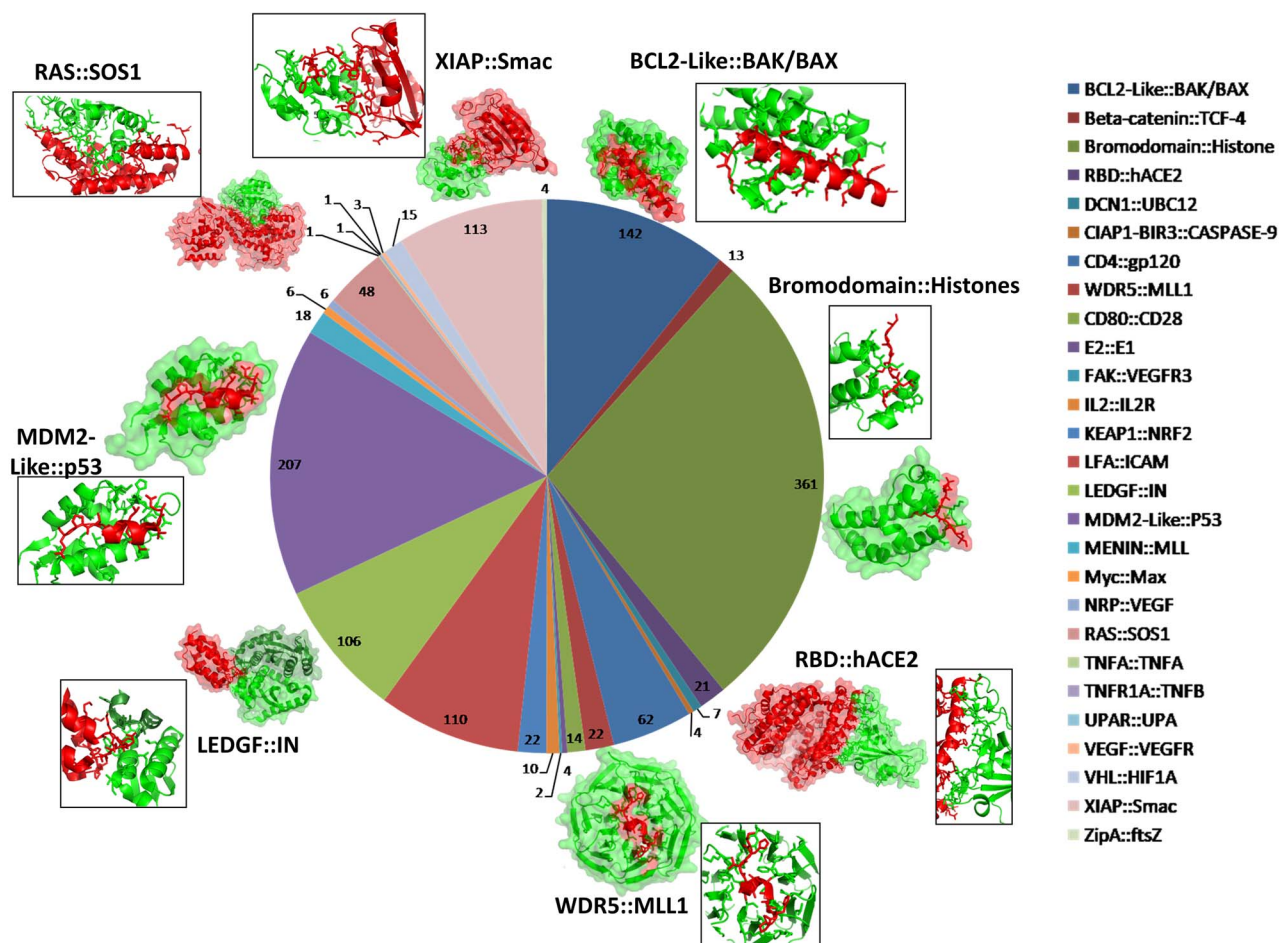 RAS::SOS1
XIAP::Smac
BCL2-Like::BAK/BAX
Bromodomain::Histones
MDM2-
Like::p53
LEDGF::IN
RBD::hACE2
WDR5::MLL1
142
13
361
21
7
4
62
22
14
4
2
10
22
110
106
207
18
6
6
48
1
1
1
3
15
113
4
BCL2-Like::BAK/BAX
Beta-catenin::TCF-4
Bromodomain::Histone
RBD::hACE2
DCN1::UBC12
CIAP1-BIR3::CASPASE-9
CD4::gp120
WDR5::MLL1
CD80::CD28
E2::E1
FAK::VEGFR3
IL2::IL2R
KEAP1::NRF2
LFA::ICAM
LEDGF::IN
MDM2-Like::P53
MENIN::MLL
Myc::Max
NRP::VEGF
RAS::SOS1
TNFA::TNFA
TNFR1A::TNFB
UPAR::UPA
VEGF::VEGFR
VHL::HIF1A
XIAP::Smac
ZipA::ftsZ